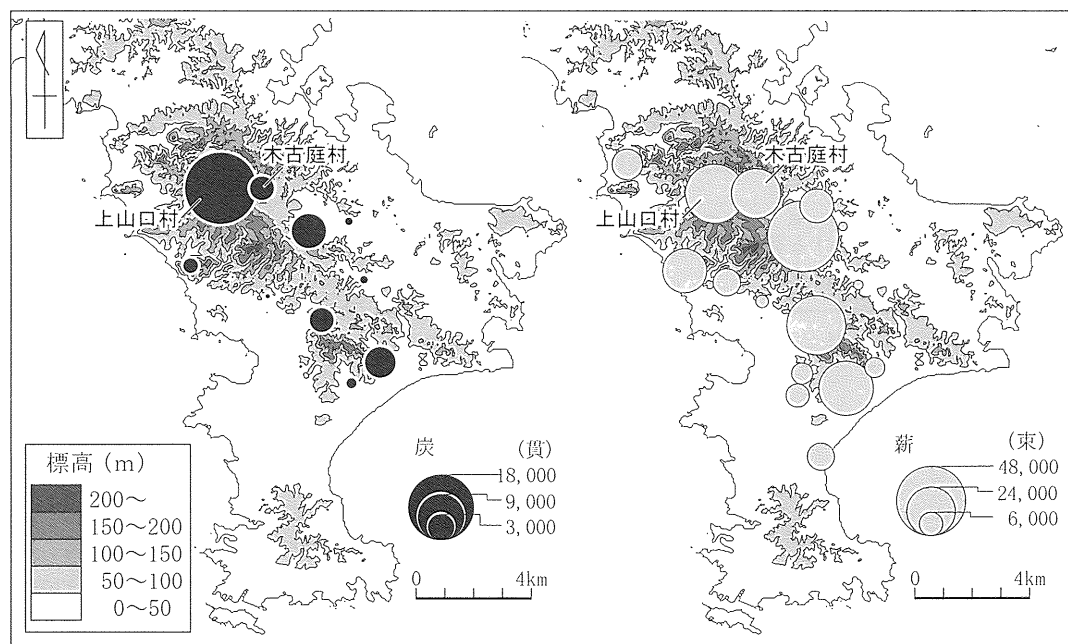 木古庭村
上山口村
標高(m)
200~
150~200
100~150
50~100
0~50
炭 (貫)
18,000
9,000
3,000
0 4km
木古庭村
上山口村
薪 (束)
48,000
24,000
6,000
0 4km